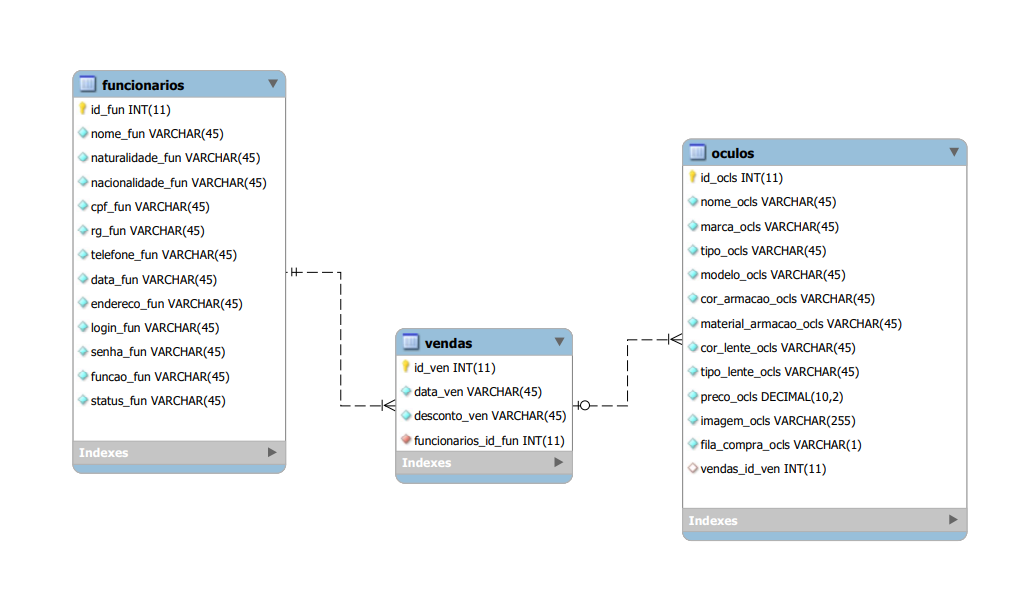 funcionarios
id_fun INT(11)
nome_fun VARCHAR(45)
naturalidade_fun VARCHAR(45)
nacionalidade_fun VARCHAR(45)
cpf_fun VARCHAR(45)
rg_fun VARCHAR(45)
telefone_fun VARCHAR(45)
data_fun VARCHAR(45)
endereco_fun VARCHAR(45)
login_fun VARCHAR(45)
senha_fun VARCHAR(45)
funcao_fun VARCHAR(45)
status_fun VARCHAR(45)
Indexes
vendas
id_ven INT(11)
data_ven VARCHAR(45)
desconto_ven VARCHAR(45)
funcionarios_id_fun INT(11)
Indexes
oculos
id_ocls INT(11)
nome_ocls VARCHAR(45)
marca_ocls VARCHAR(45)
tipo_ocls VARCHAR(45)
modelo_ocls VARCHAR(45)
cor_armacao_ocls VARCHAR(45)
material_armacao_ocls VARCHAR(45)
cor_lente_ocls VARCHAR(45)
tipo_lente_ocls VARCHAR(45)
preco_ocls DECIMAL(10,2)
imagem_ocls VARCHAR(255)
fila_compra_ocls VARCHAR(1)
vendas_id_ven INT(11)
Indexes